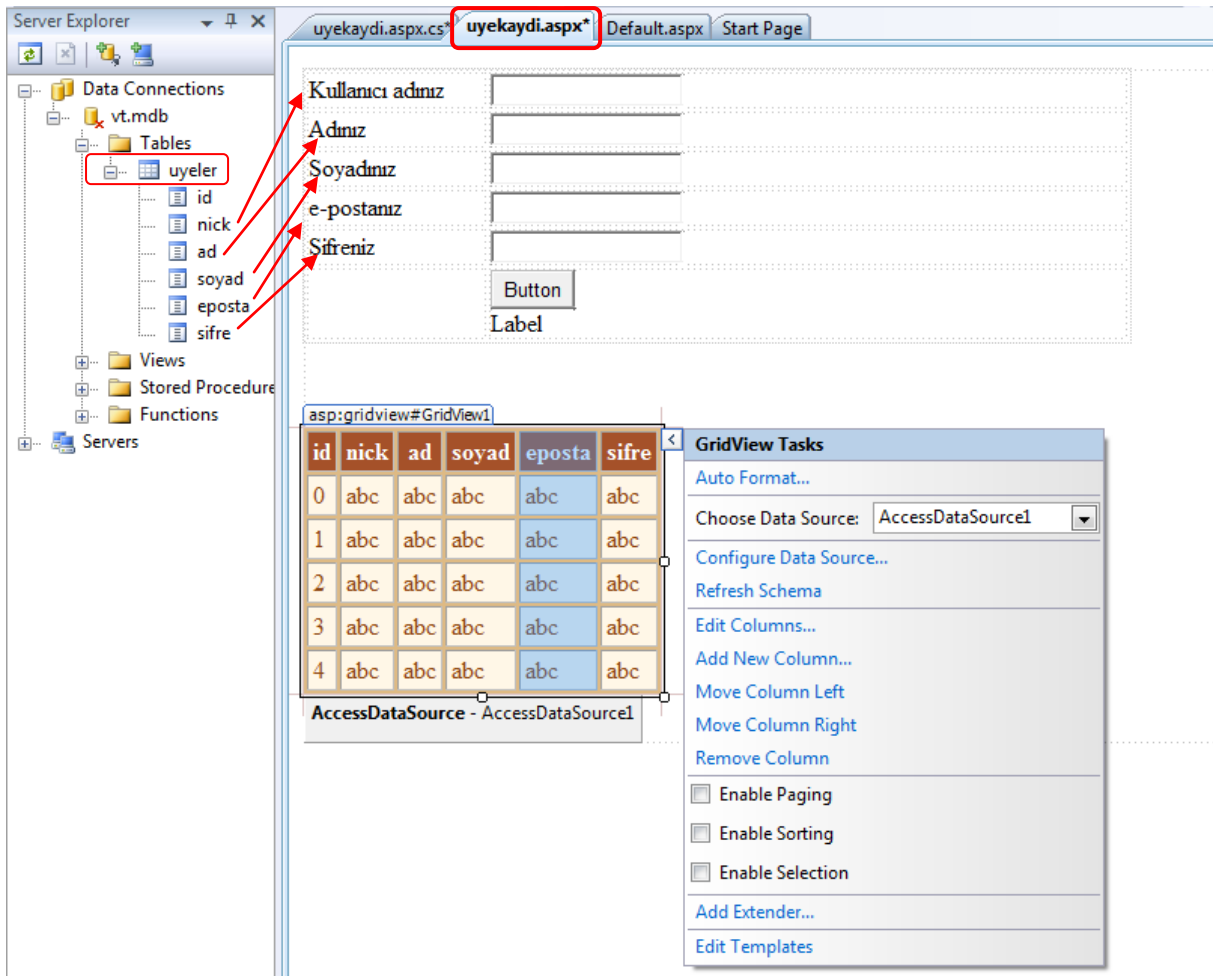 Server Explorer
Data Connections
vt.mdb
Tables
uyeler
id
nick
ad
soyad
eposta
sifre
Views
Stored Procedure
Functions
Servers
uyekaydi.aspx.cs*
uyekaydi.aspx*
Default.aspx
Start Page
Kullanıcı adınız
Adınız
Soyadınız
e-postanız
Şifreniz
Button
Label
asp:gridview#GridView1
id nick ad soyad eposta sifre
0 abc abc abc abc abc
1 abc abc abc abc abc
2 abc abc abc abc abc
3 abc abc abc abc abc
4 abc abc abc abc abc
AccessDataSource - AccessDataSource1
GridView Tasks
Auto Format...
Choose Data Source: AccessDataSource1
Configure Data Source...
Refresh Schema
Edit Columns...
Add New Column...
Move Column Left
Move Column Right
Remove Column
Enable Paging
Enable Sorting
Enable Selection
Add Extender...
Edit Templates